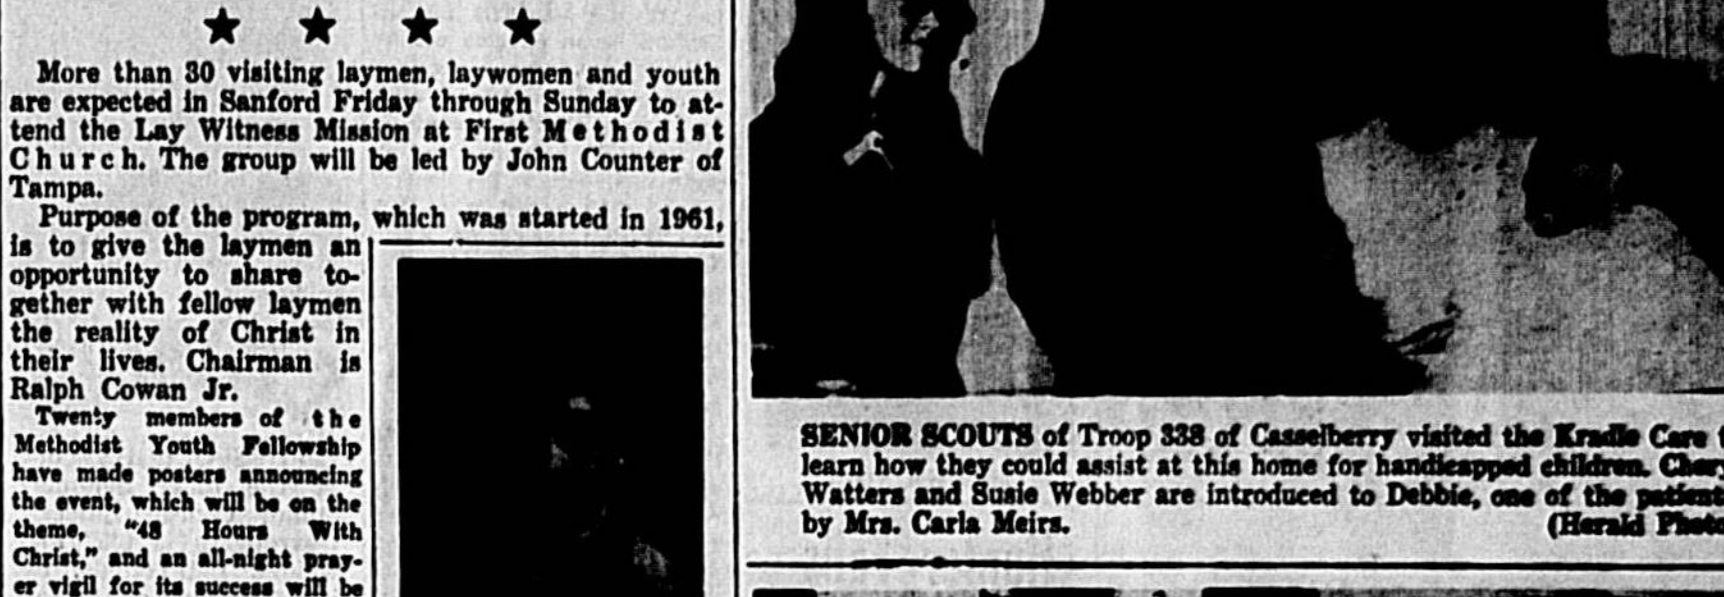 ★ ★ ★ ★
More than 30 visiting laymen, laywomen and youth
are expected in Sanford Friday through Sunday to at-
tend the Lay Witness Mission at First Methodist
Church. The group will be led by John Counter of
Tampa.
Purpose of the program, which was started in 1961,
is to give the laymen an
opportunity to share to-
gether with fellow laymen
the reality of Christ in
their lives. Chairman is
Ralph Cowan Jr.
Twenty members of the
Methodist Youth Fellowship
have made posters announcing
the event, which will be on the
theme, "48 Hours With
Christ," and an all-night pray-
er vigil for its success will be
SENIOR SCOUTS of Troop 338 of Casselberry visited the Kradle Care
learn how they could assist at this home for handicapped children. Cher
Watters and Susie Webber are introduced to Debbie, one of the patient
by Mrs. Carla Meirs.
(Herald Photo